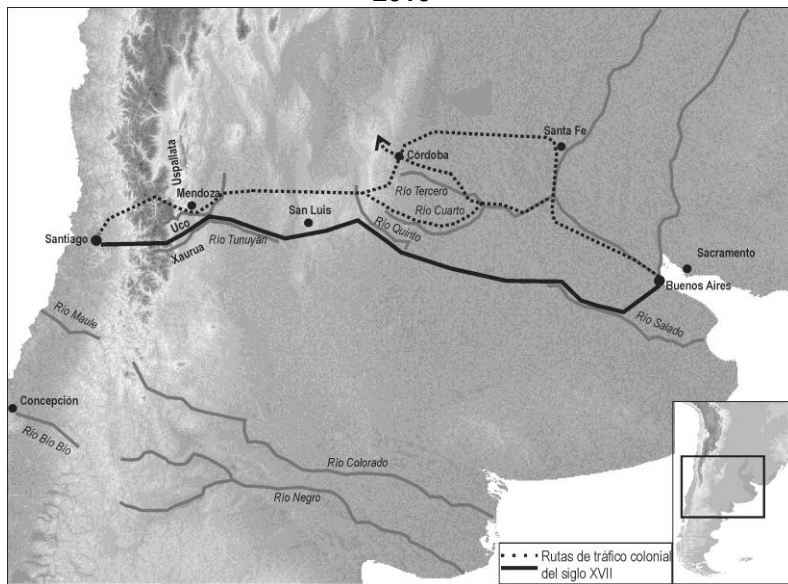 Santa Fe
Córdoba
Uspallata
Mendoza
Río Tercero
Río Cuarto
San Luis
Uco
Río Quinto
Santiago
Río Tunuyàn
Xaurua
Sacramento
Buenos Aires
Río Maule
Río Salado
Concepción
Río Bío Bío
Río Colorado
Río Negro
Rutas de tráfico colonial
del siglo XVII